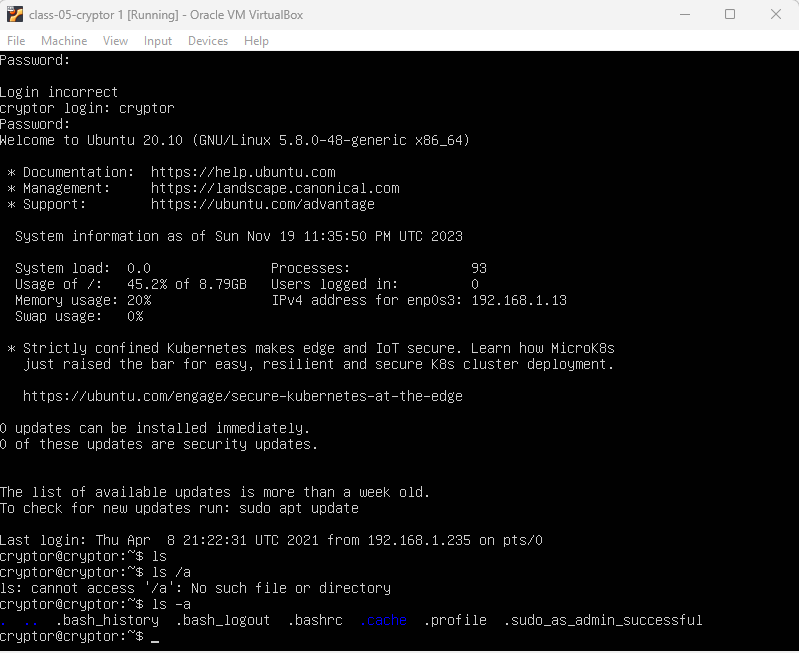 class-05-cryptor 1 [Running] - Oracle VM VirtualBox
File Machine View Input Devices Help
Password:
Login incorrect
cryptor login: cryptor
Password:
Welcome to Ubuntu 20.10 (GNU/Linux 5.8.0-48-generic x86_64)
* Documentation: https://help.ubuntu.com
* Management: https://landscape.canonical.com
* Support: https://ubuntu.com/advantage
System information as of Sun Nov 19 11:35:50 PM UTC 2023
System load: 0.0 Processes: 93
Usage of /: 45.2% of 8.79GB Users logged in: 0
Memory usage: 20% IPv4 address for enp0s3: 192.168.1.13
Swap usage: 0%
* Strictly confined Kubernetes makes edge and IoT secure. Learn how MicroK8s
just raised the bar for easy, resilient and secure K8s cluster deployment.
https://ubuntu.com/engage/secure-kubernetes-at-the-edge
0 updates can be installed immediately.
0 of these updates are security updates.
The list of available updates is more than a week old.
To check for new updates run: sudo apt update
Last login: Thu Apr 8 21:22:31 UTC 2021 from 192.168.1.235 on pts/0
cryptor@cryptor:~$ ls
cryptor@cryptor:~$ ls /a
ls: cannot access '/a': No such file or directory
cryptor@cryptor:~$ ls -a
. .. .bash_history .bash_logout .bashrc .cache .profile .sudo_as_admin_successful
cryptor@cryptor:~$ _